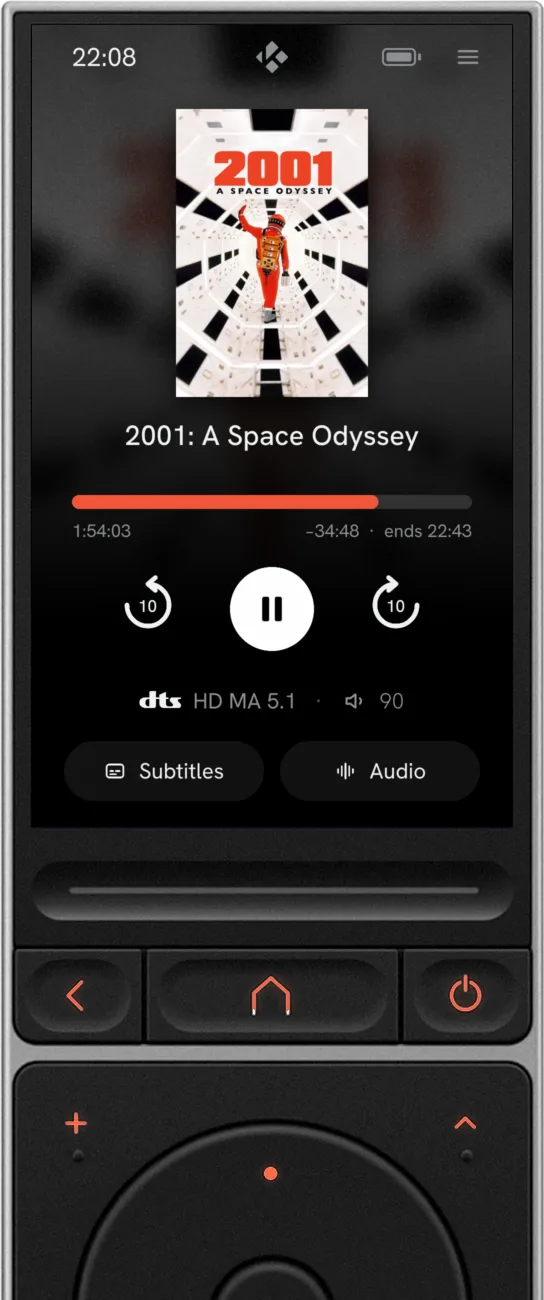 22:08
2001
A SPACE ODYSSEY
2001: A Space Odyssey
1:54:03
−34:48 · ends 22:43
10
10
dts HD MA 5.1 · 90
Subtitles
Audio